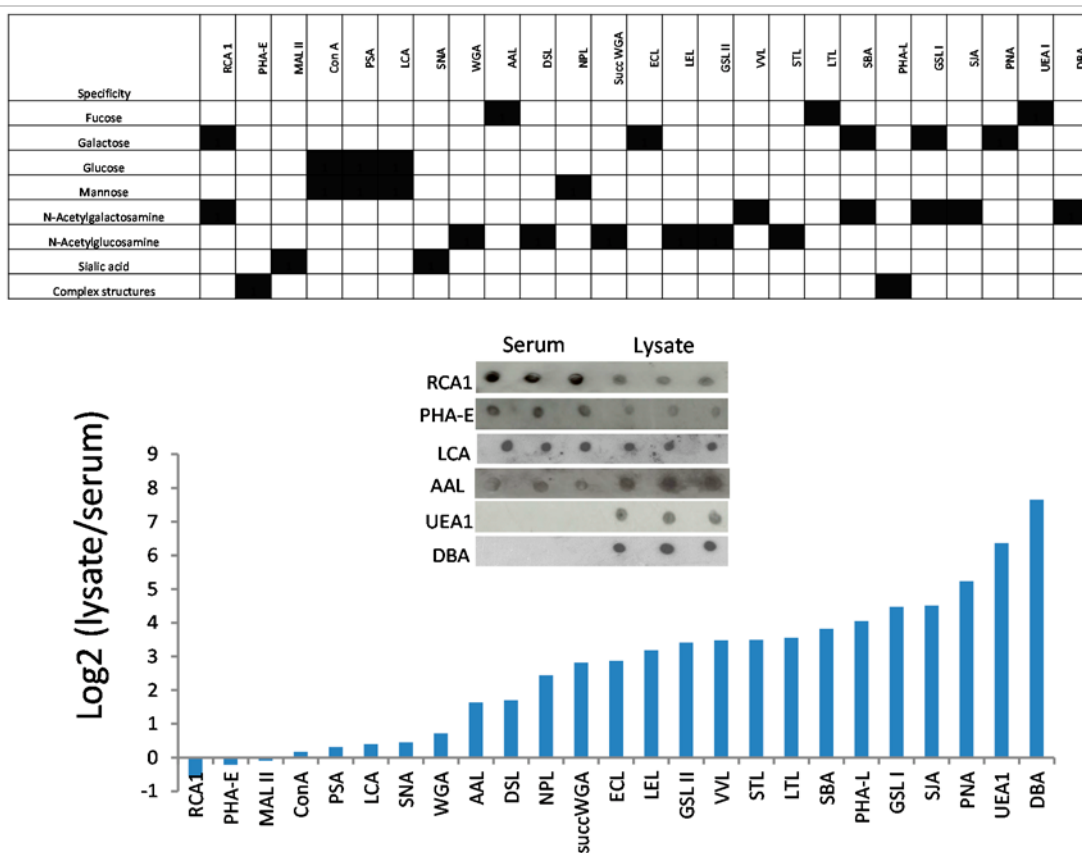 RCA 1 PHA-E MAL II Con A PSA LCA SNA WGA AAL DSL NPL Succ WGA ECL LEL GSL II VVL STL LTL SBA PHA-L GSL I SJA PNA UEA I DBA
Specificity
Fucose
Galactose
Glucose
Mannose
N-Acetylgalactosamine
N-Acetylglucosamine
Sialic acid
Complex structures
Serum Lysate
RCA1
PHA-E
LCA
AAL
UEA1
DBA
Log2 (lysate/serum)
9
8
7
6
5
4
3
2
1
0
-1
RCA1 PHA-E MAL II ConA PSA LCA SNA WGA AAL DSL NPL succWGA ECL LEL GSL II VVL STL LTL SBA PHA-L GSL I SJA PNA UEA1 DBA